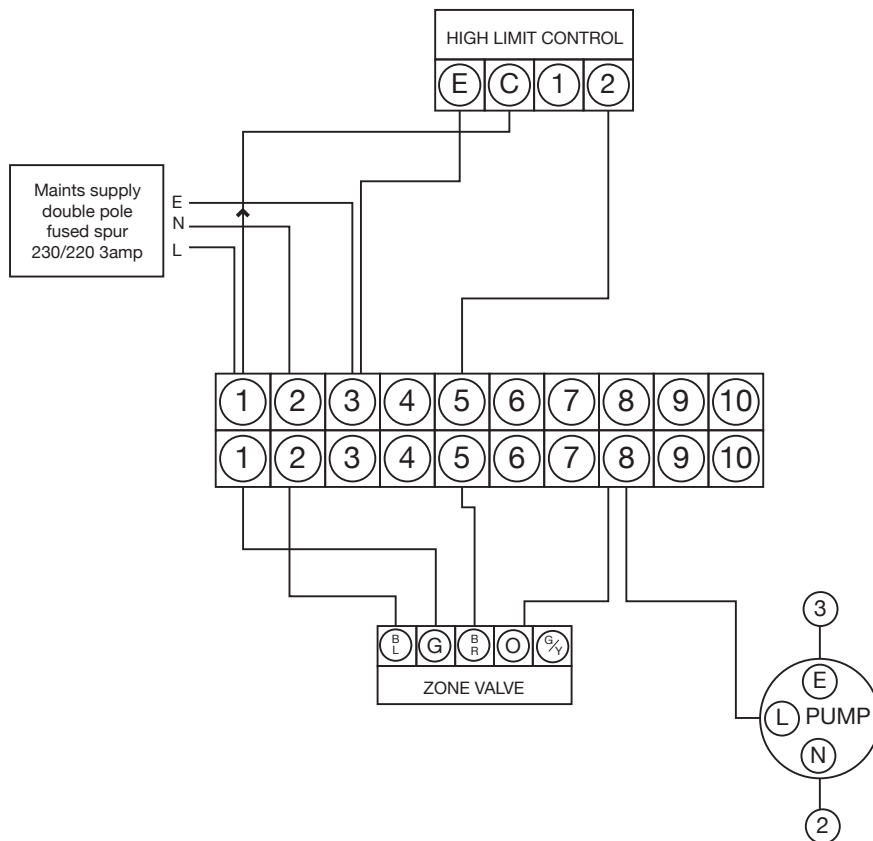 HIGH LIMIT CONTROL
E C 1 2
Maints supply
double pole
fused spur
230/220 3amp
E
N
L
1 2 3 4 5 6 7 8 9 10
1 2 3 4 5 6 7 8 9 10
BL G BR O G/Y
ZONE VALVE
3
E
L PUMP
N
2